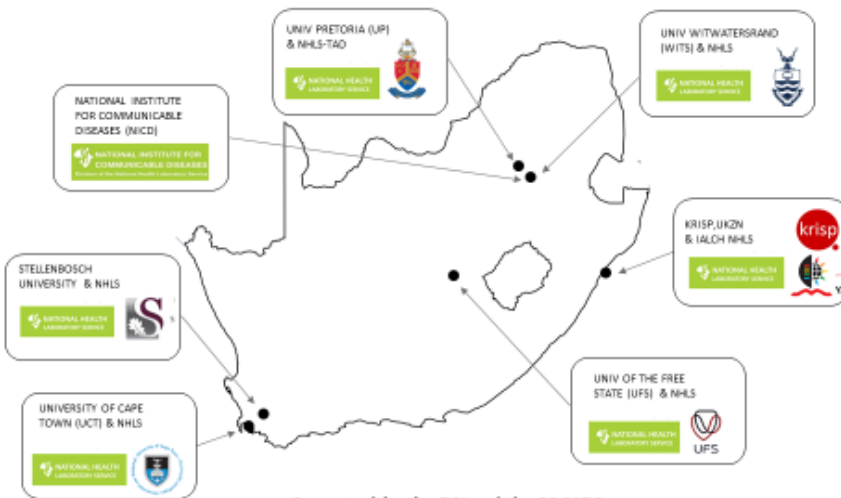 UNIV PRETORIA (UP)
& NHLS-TAD
NATIONAL HEALTH
LABORATORY SERVICE
UNIV WITWATERSRAND
(WITS) & NHLS
NATIONAL HEALTH
LABORATORY SERVICE
NATIONAL INSTITUTE
FOR COMMUNICABLE
DISEASES (NICD)
NATIONAL INSTITUTE FOR
COMMUNICABLE DISEASES
Division of the National Health Laboratory Service
KRISP,UKZN
& IALCH NHLS
krisp
NATIONAL HEALTH
LABORATORY SERVICE
STELLENBOSCH
UNIVERSITY & NHLS
NATIONAL HEALTH
LABORATORY SERVICE
S
UNIV OF THE FREE
STATE (UFS) & NHLS
NATIONAL HEALTH
LABORATORY SERVICE
UFS
UNIVERSITY OF CAPE
TOWN (UCT) & NHLS
NATIONAL HEALTH
LABORATORY SERVICE